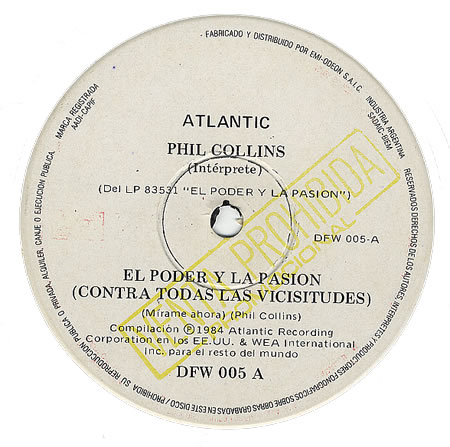 - FABRICADO Y DISTRIBUIDO POR EMI-ODEON S.A.I.C.
INDUSTRIA ARGENTINA
SADAIC-BIEM
RESERVADOS DERECHOS DE LOS AUTORES, INTERPRETES Y PRODUCTORES FONOGRAFICOS SOBRE OBRAS GRABADAS EN ESTE DISCO / PROHIBIDA SU REPRODUCCION PUBLICA O PRIVADA, ALQUILER, CANJE O EJECUCION PUBLICA.
MARCA REGISTRADA
AADI-CAPIF
ATLANTIC
PHIL COLLINS
(Intérprete)
(Del LP 83531 "EL PODER Y LA PASION")
DFW 005-A
VENTA PROHIBIDA
EL PODER Y LA PASION
(CONTRA TODAS LAS VICISITUDES)
(Mírame ahora) (Phil Collins)
Compilación ℗1984 Atlantic Recording
Corporation en los EE.UU. & WEA International
Inc. para el resto del mundo
DFW 005 A